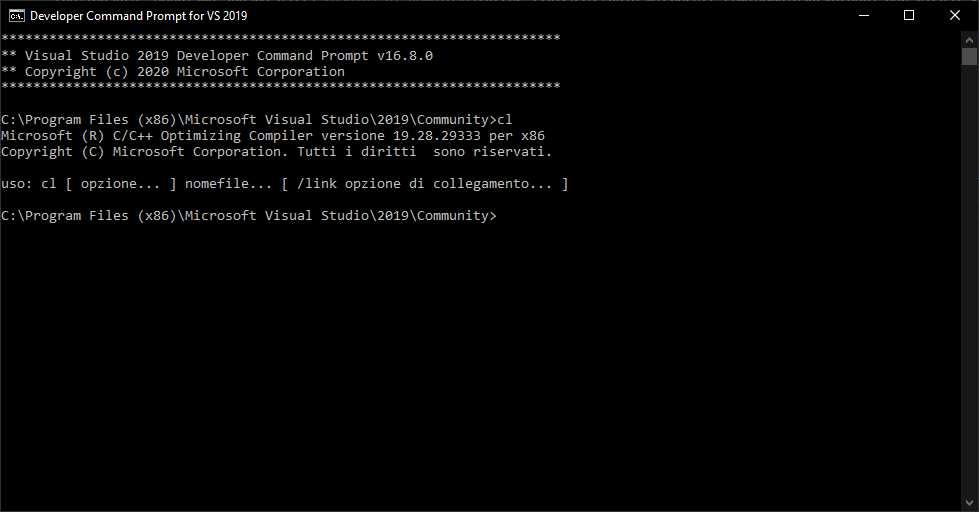 Developer Command Prompt for VS 2019
**********************************************************************
** Visual Studio 2019 Developer Command Prompt v16.8.0
** Copyright (c) 2020 Microsoft Corporation
**********************************************************************
C:\Program Files (x86)\Microsoft Visual Studio\2019\Community>cl
Microsoft (R) C/C++ Optimizing Compiler versione 19.28.29333 per x86
Copyright (C) Microsoft Corporation. Tutti i diritti  sono riservati.
uso: cl [ opzione... ] nomefile... [ /link opzione di collegamento... ]
C:\Program Files (x86)\Microsoft Visual Studio\2019\Community>